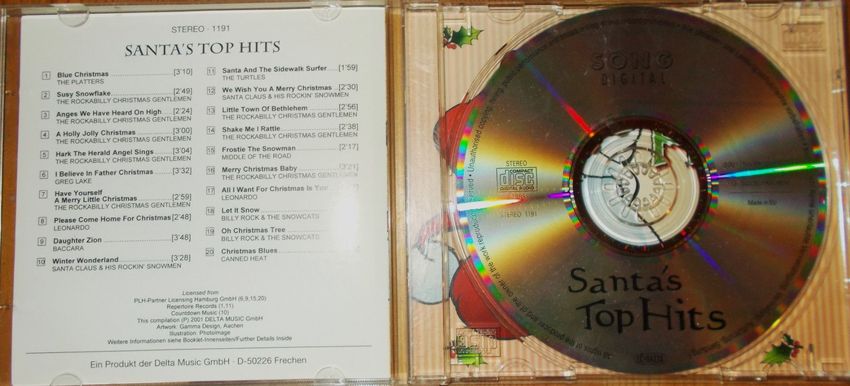 STEREO · 1191
SANTA'S TOP HITS
1 Blue Christmas [3'10]
THE PLATTERS
2 Susy Snowflake [2'49]
THE ROCKABILLY CHRISTMAS GENTLEMEN
3 Anges We Have Heard On High [2'24]
THE ROCKABILLY CHRISTMAS GENTLEMEN
4 A Holly Jolly Christmas [3'00]
THE ROCKABILLY CHRISTMAS GENTLEMEN
5 Hark The Herald Angel Sings [3'04]
THE ROCKABILLY CHRISTMAS GENTLEMEN
6 I Believe In Father Christmas [3'32]
GREG LAKE
7 Have Yourself
A Merry Little Christmas [2'59]
THE ROCKABILLY CHRISTMAS GENTLEMEN
8 Please Come Home For Christmas [2'48]
LEONARDO
9 Daughter Zion [3'48]
BACCARA
10 Winter Wonderland [3'28]
SANTA CLAUS & HIS ROCKIN' SNOWMEN
11 Santa And The Sidewalk Surfer [1'59]
THE TURTLES
12 We Wish You A Merry Christmas [2'30]
SANTA CLAUS & HIS ROCKIN' SNOWMEN
13 Little Town Of Bethlehem [2'56]
THE ROCKABILLY CHRISTMAS GENTLEMEN
14 Shake Me I Rattle [2'38]
THE ROCKABILLY CHRISTMAS GENTLEMEN
15 Frostie The Snowman [2'17]
MIDDLE OF THE ROAD
16 Merry Christmas Baby [3'21]
THE ROCKABILLY CHRISTMAS GENTLEMEN
17 All I Want For Christmas Is You
LEONARDO
18 Let It Snow
BILLY ROCK & THE SNOWCATS
19 Oh Christmas Tree
BILLY ROCK & THE SNOWCATS
20 Christmas Blues
CANNED HEAT
Licensed from
PLH-Partner Licensing Hamburg GmbH (6,9,15,20)
Repertoire Records (1,11)
Countdown Music (10)
This compilation (P) 2001 DELTA MUSIC GmbH
Artwork: Gamma Design, Aachen
Illustration: Photoimage
Weitere Informationen siehe Booklet-Innenseiten/Further Details Inside
Ein Produkt der Delta Music GmbH · D-50226 Frechen
SONG
DIGITAL
STEREO
COMPACT
disc
DIGITAL AUDIO
STEREO 1191
Made in EU
Santa's
Top Hits